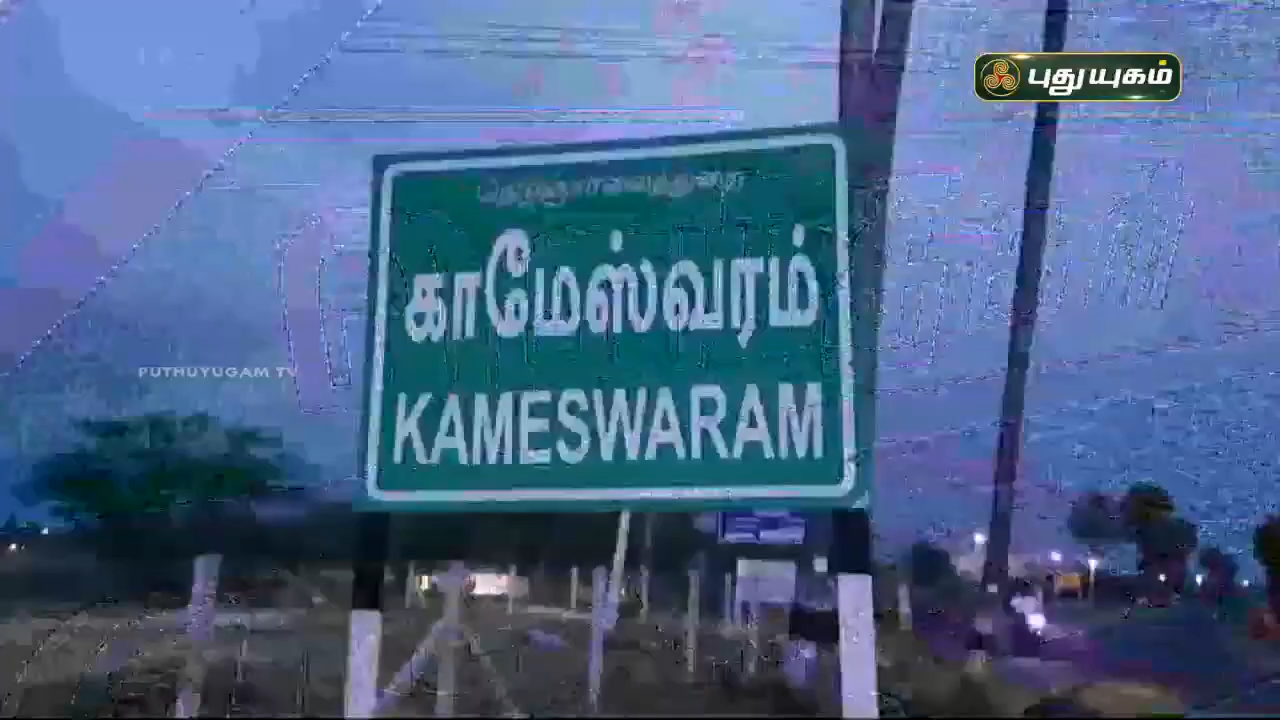 புதுயுகம்
நெடுஞ்சாலைத்துறை
காமேஸ்வரம்
KAMESWARAM
PUTHUYUGAM TV